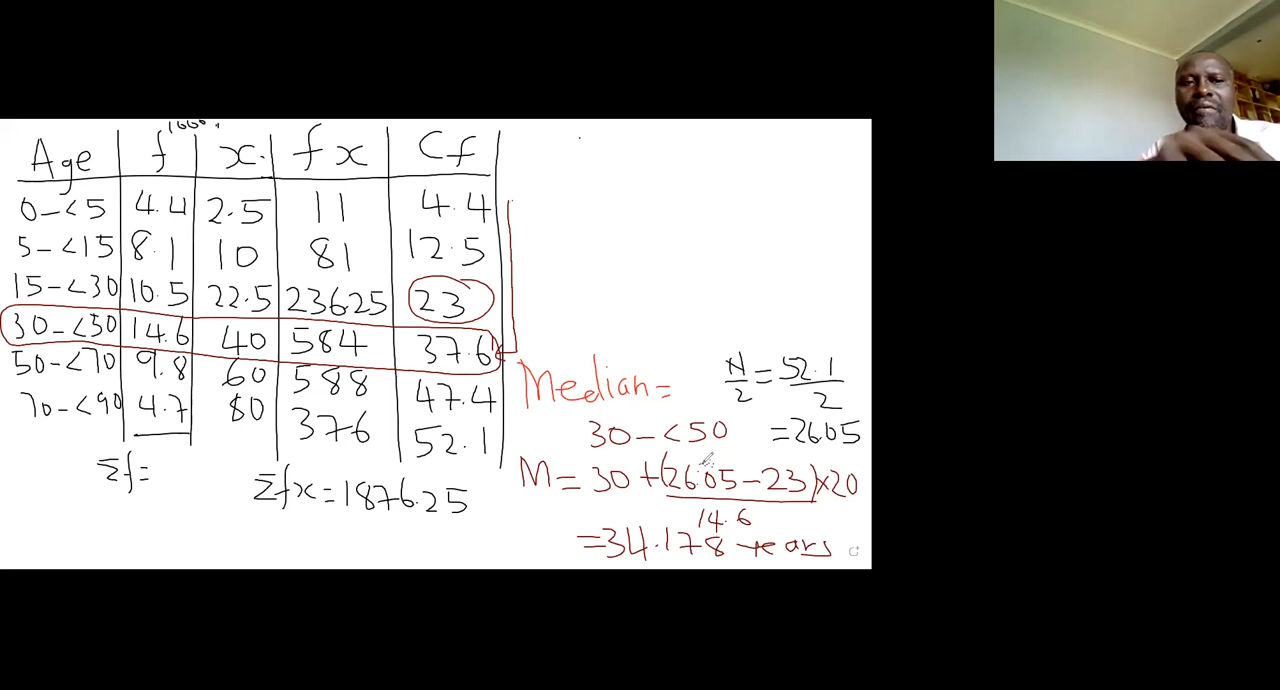 Age f x. fx Cf
0-<5 4.4 2.5 11 4.4
5-<15 8.1 10 81 12.5
15-<30 10.5 22.5 236.25 23
30-<50 14.6 40 584 37.6
50-<70 9.8 60 588 47.4
70-<90 4.7 80 376 52.1
Σf=
Σfx=1876.25
Median=
N/2=52.1/2
30-<50
=26.05
M=30+(26.05-23)×20
14.6
=34.178 years